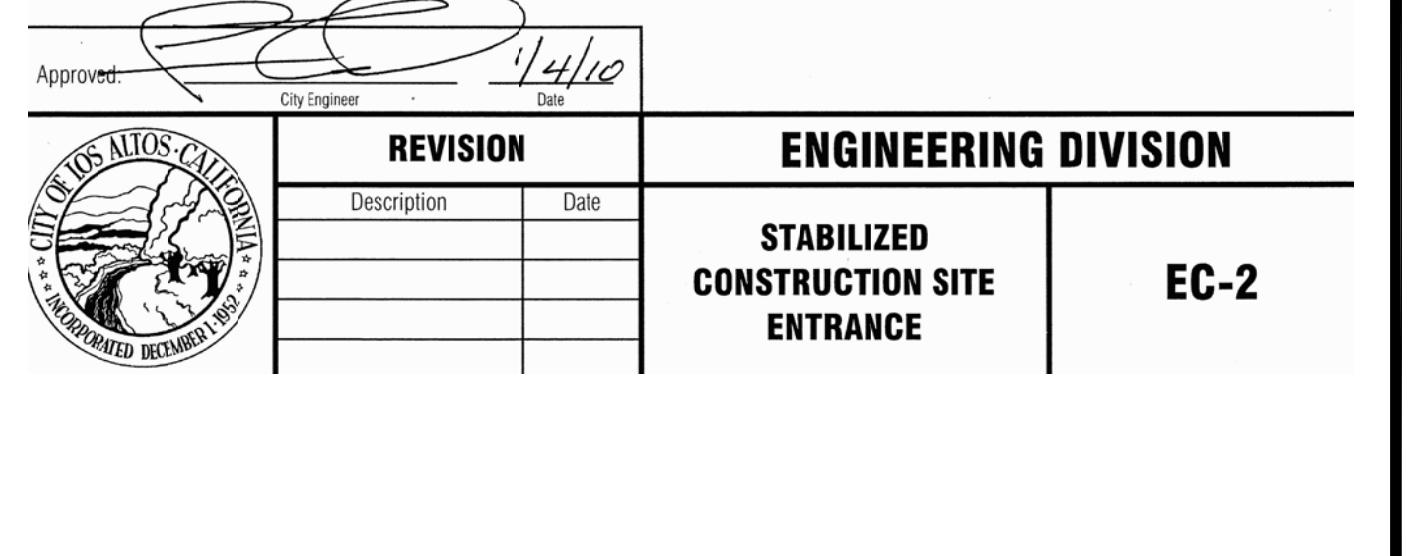 Approved:
1/4/10
City Engineer
Date
CITY OF LOS ALTOS·CALIFORNIA
INCORPORATED DECEMBER 1·1952
REVISION
Description
Date
ENGINEERING DIVISION
STABILIZED
CONSTRUCTION SITE
ENTRANCE
EC-2